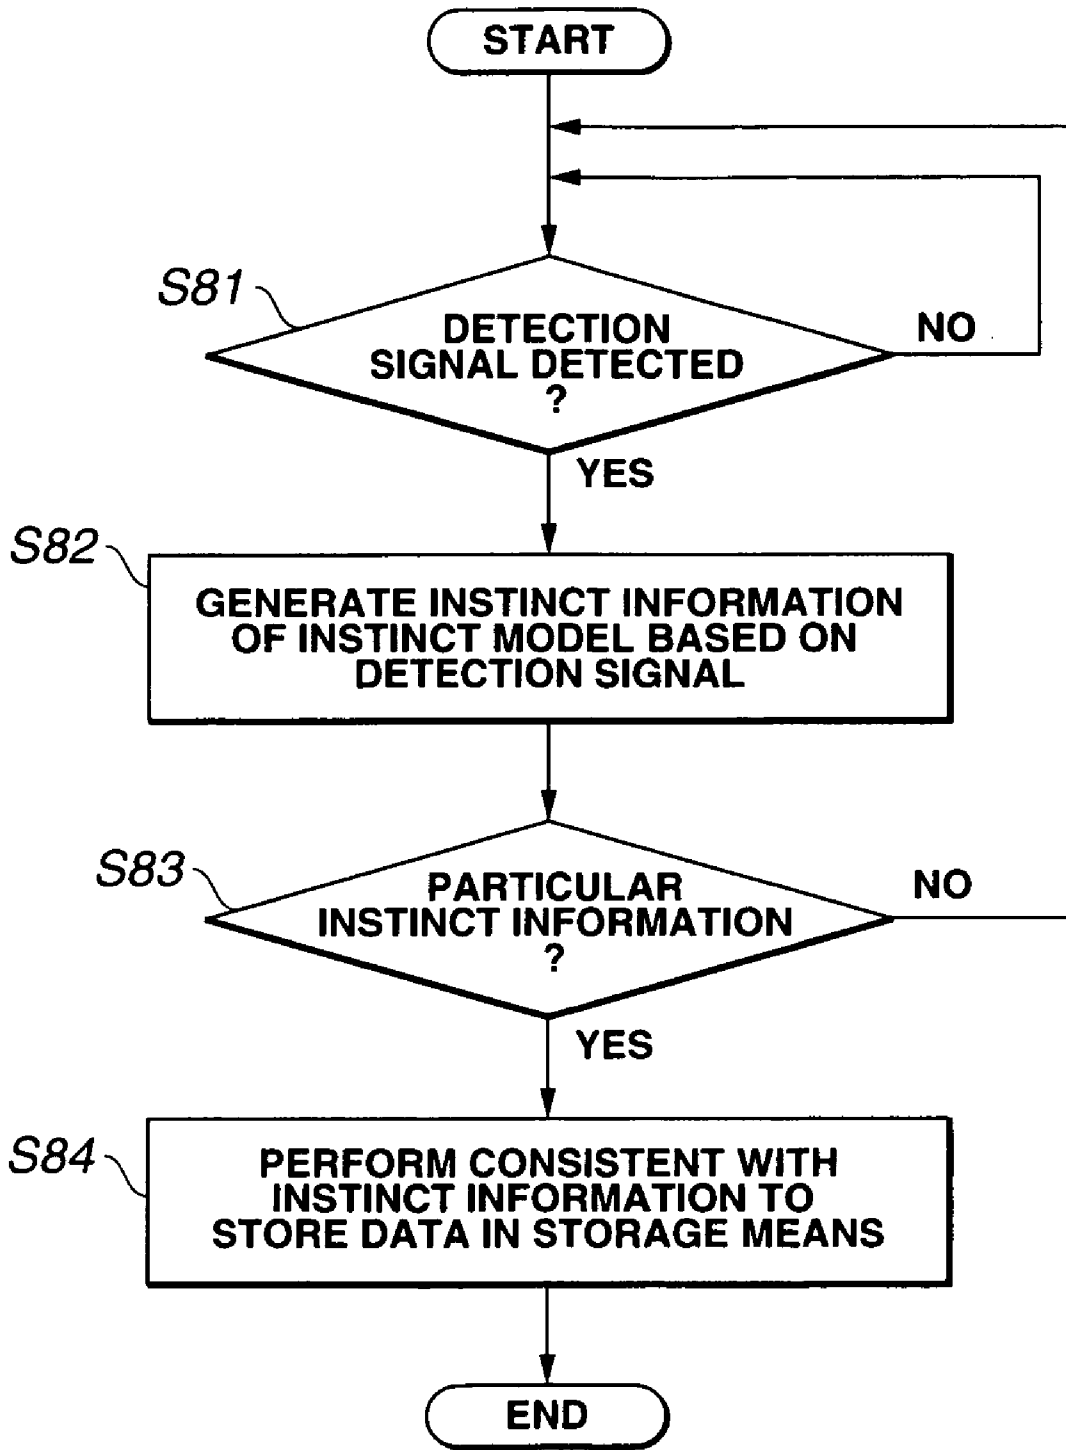 START
S81
DETECTION
SIGNAL DETECTED
?
NO
YES
S82
GENERATE INSTINCT INFORMATION
OF INSTINCT MODEL BASED ON
DETECTION SIGNAL
S83
PARTICULAR
INSTINCT INFORMATION
?
NO
YES
S84
PERFORM CONSISTENT WITH
INSTINCT INFORMATION TO
STORE DATA IN STORAGE MEANS
END